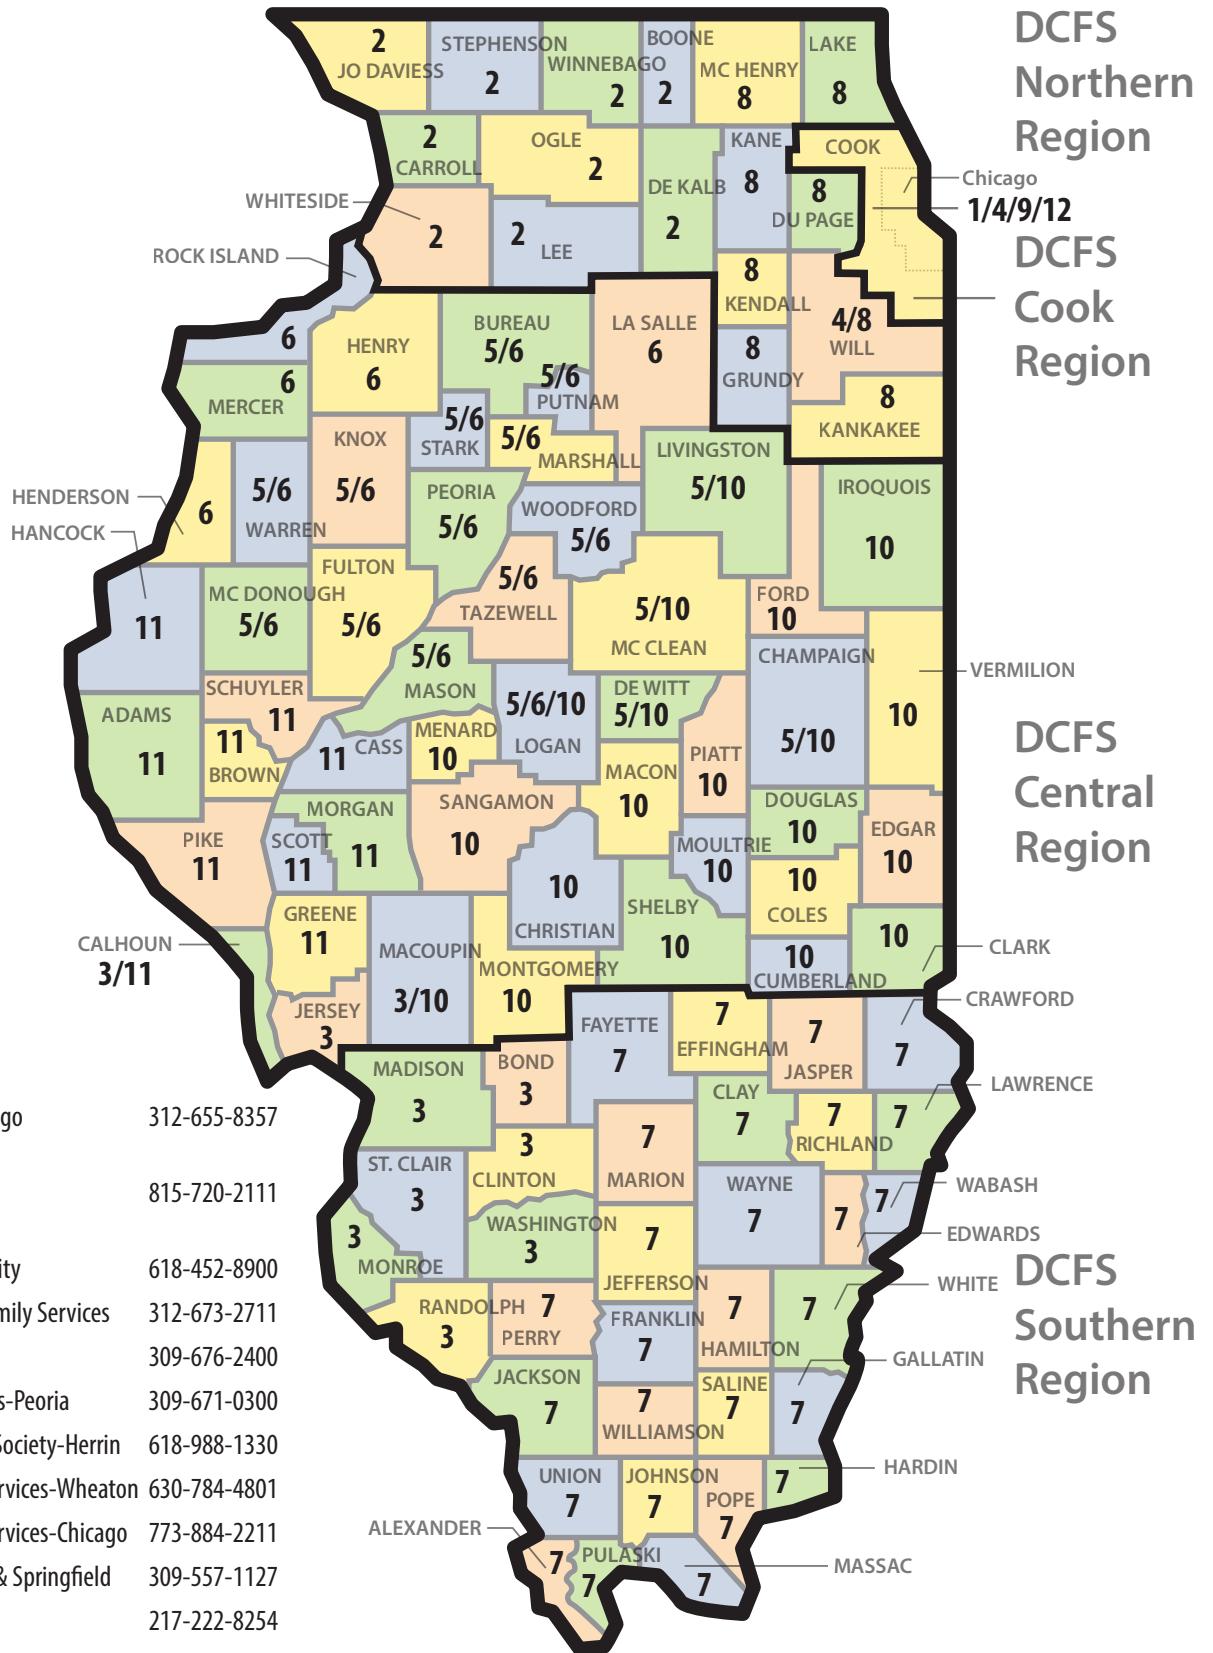 DCFS
Northern
Region
2
JO DAVIESS
STEPHENSON
2
WINNEBAGO
2
BOONE
2
MC HENRY
8
LAKE
8
2
CARROLL
OGLE
2
DE KALB
2
KANE
8
COOK
8
DU PAGE
Chicago
1/4/9/12
DCFS
Cook
Region
WHITESIDE
2
2
LEE
ROCK ISLAND
6
HENRY
6
BUREAU
5/6
5/6
PUTNAM
LA SALLE
6
8
KENDALL
4/8
WILL
8
GRUNDY
8
KANKAKEE
6
MERCER
KNOX
5/6
5/6
STARK
5/6
MARSHALL
LIVINGSTON
5/10
IROQUOIS
10
HENDERSON
6
5/6
WARREN
PEORIA
5/6
WOODFORD
5/6
HANCOCK
11
MC DONOUGH
5/6
FULTON
5/6
5/6
TAZEWELL
5/10
MC CLEAN
FORD
10
5/6
MASON
5/6/10
LOGAN
DE WITT
5/10
CHAMPAIGN
5/10
VERMILION
10
ADAMS
11
SCHUYLER
11
11
BROWN
11
CASS
MENARD
10
MACON
10
PIATT
10
DCFS
Central
Region
PIKE
11
SCOTT
11
MORGAN
11
SANGAMON
10
10
CHRISTIAN
MOULTRIE
10
DOUGLAS
10
EDGAR
10
10
COLES
GREENE
11
MACOUPIN
3/10
MONTGOMERY
10
SHELBY
10
10
CUMBERLAND
10
CLARK
CALHOUN
3/11
JERSEY
3
FAYETTE
7
7
EFFINGHAM
7
JASPER
CRAWFORD
7
MADISON
3
BOND
3
CLAY
7
7
RICHLAND
LAWRENCE
7
3
CLINTON
7
MARION
ST. CLAIR
3
WAYNE
7
7
WABASH
7
EDWARDS
3
MONROE
WASHINGTON
3
7
JEFFERSON
DCFS
Southern
Region
WHITE
7
RANDOLPH
3
7
PERRY
FRANKLIN
7
7
HAMILTON
GALLATIN
7
JACKSON
7
7
WILLIAMSON
SALINE
7
UNION
7
JOHNSON
7
POPE
7
7
HARDIN
ALEXANDER
7
PULASKI
7
MASSAC
7
go 312-655-8357
815-720-2111
ity 618-452-8900
mily Services 312-673-2711
309-676-2400
s-Peoria 309-671-0300
Society-Herrin 618-988-1330
rvices-Wheaton 630-784-4801
rvices-Chicago 773-884-2211
& Springfield 309-557-1127
217-222-8254